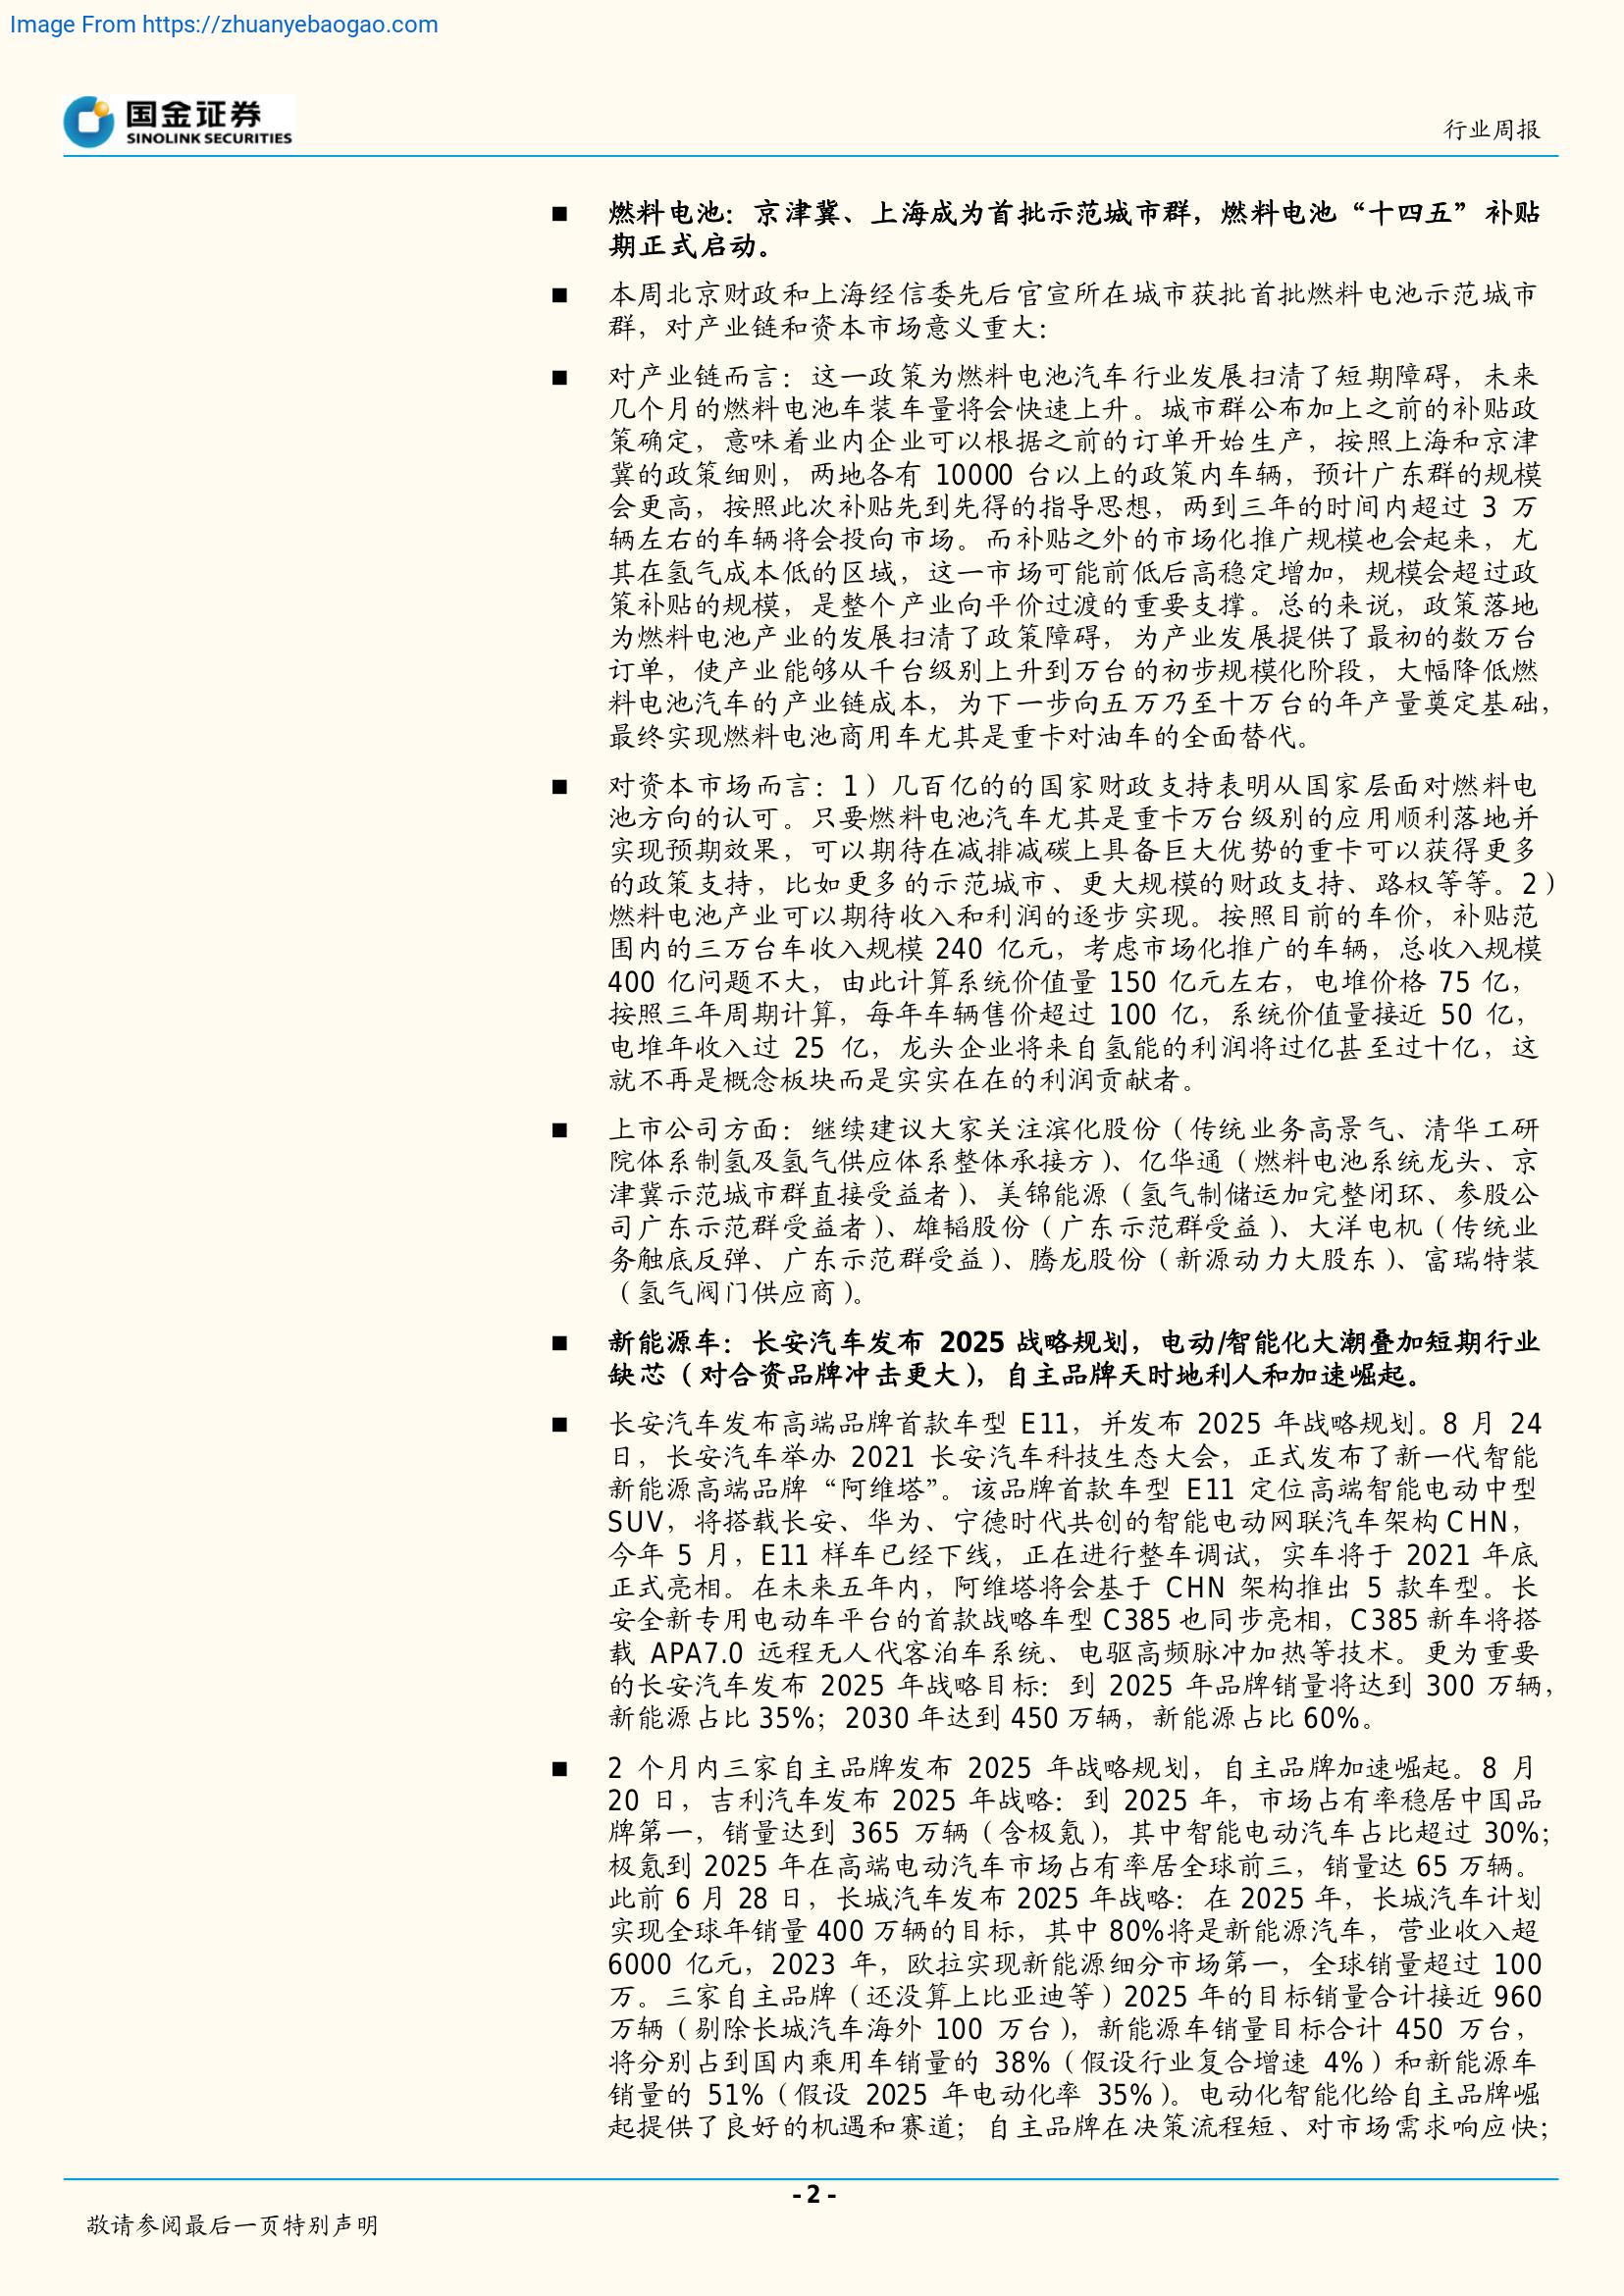 Image From https://zhuanyebaogao.com
国金证券
SINOLINK SECURITIES
行业周报
■ 燃料电池：京津冀、上海成为首批示范城市群，燃料电池“十四五”补贴
期正式启动。
■ 本周北京财政和上海经信委先后官宣所在城市获批首批燃料电池示范城市
群，对产业链和资本市场意义重大：
■ 对产业链而言：这一政策为燃料电池汽车行业发展扫清了短期障碍，未来
几个月的燃料电池车装车量将会快速上升。城市群公布加上之前的补贴政
策确定，意味着业内企业可以根据之前的订单开始生产，按照上海和京津
冀的政策细则，两地各有 10000 台以上的政策内车辆，预计广东群的规模
会更高，按照此次补贴先到先得的指导思想，两到三年的时间内超过 3 万
辆左右的车辆将会投向市场。而补贴之外的市场化推广规模也会起来，尤
其在氢气成本低的区域，这一市场可能前低后高稳定增加，规模会超过政
策补贴的规模，是整个产业向平价过渡的重要支撑。总的来说，政策落地
为燃料电池产业的发展扫清了政策障碍，为产业发展提供了最初的数万台
订单，使产业能够从千台级别上升到万台的初步规模化阶段，大幅降低燃
料电池汽车的产业链成本，为下一步向五万乃至十万台的年产量奠定基础，
最终实现燃料电池商用车尤其是重卡对油车的全面替代。
■ 对资本市场而言：1）几百亿的的国家财政支持表明从国家层面对燃料电
池方向的认可。只要燃料电池汽车尤其是重卡万台级别的应用顺利落地并
实现预期效果，可以期待在减排减碳上具备巨大优势的重卡可以获得更多
的政策支持，比如更多的示范城市、更大规模的财政支持、路权等等。2）
燃料电池产业可以期待收入和利润的逐步实现。按照目前的车价，补贴范
围内的三万台车收入规模 240 亿元，考虑市场化推广的车辆，总收入规模
400 亿问题不大，由此计算系统价值量 150 亿元左右，电堆价格 75 亿，
按照三年周期计算，每年车辆售价超过 100 亿，系统价值量接近 50 亿，
电堆年收入过 25 亿，龙头企业将来自氢能的利润将过亿甚至过十亿，这
就不再是概念板块而是实实在在的利润贡献者。
■ 上市公司方面：继续建议大家关注滨化股份（传统业务高景气、清华工研
院体系制氢及氢气供应体系整体承接方）、亿华通（燃料电池系统龙头、京
津冀示范城市群直接受益者）、美锦能源（氢气制储运加完整闭环、参股公
司广东示范群受益者）、雄韬股份（广东示范群受益）、大洋电机（传统业
务触底反弹、广东示范群受益）、腾龙股份（新源动力大股东）、富瑞特装
（氢气阀门供应商）。
■ 新能源车：长安汽车发布 2025 战略规划，电动/智能化大潮叠加短期行业
缺芯（对合资品牌冲击更大），自主品牌天时地利人和加速崛起。
■ 长安汽车发布高端品牌首款车型 E11，并发布 2025 年战略规划。8 月 24
日，长安汽车举办 2021 长安汽车科技生态大会，正式发布了新一代智能
新能源高端品牌“阿维塔”。该品牌首款车型 E11 定位高端智能电动中型
SUV，将搭载长安、华为、宁德时代共创的智能电动网联汽车架构 CHN，
今年 5 月，E11 样车已经下线，正在进行整车调试，实车将于 2021 年底
正式亮相。在未来五年内，阿维塔将会基于 CHN 架构推出 5 款车型。长
安全新专用电动车平台的首款战略车型 C385 也同步亮相，C385 新车将搭
载 APA7.0 远程无人代客泊车系统、电驱高频脉冲加热等技术。更为重要
的长安汽车发布 2025 年战略目标：到 2025 年品牌销量将达到 300 万辆，
新能源占比 35%；2030 年达到 450 万辆，新能源占比 60%。
■ 2 个月内三家自主品牌发布 2025 年战略规划，自主品牌加速崛起。8 月
20 日，吉利汽车发布 2025 年战略：到 2025 年，市场占有率稳居中国品
牌第一，销量达到 365 万辆（含极氪），其中智能电动汽车占比超过 30%；
极氪到 2025 年在高端电动汽车市场占有率居全球前三，销量达 65 万辆。
此前 6 月 28 日，长城汽车发布 2025 年战略：在 2025 年，长城汽车计划
实现全球年销量 400 万辆的目标，其中 80%将是新能源汽车，营业收入超
6000 亿元，2023 年，欧拉实现新能源细分市场第一，全球销量超过 100
万。三家自主品牌（还没算上比亚迪等）2025 年的目标销量合计接近 960
万辆（剔除长城汽车海外 100 万台），新能源车销量目标合计 450 万台，
将分别占到国内乘用车销量的 38%（假设行业复合增速 4%）和新能源车
销量的 51%（假设 2025 年电动化率 35%）。电动化智能化给自主品牌崛
起提供了良好的机遇和赛道；自主品牌在决策流程短、对市场需求响应快；
- 2 -
敬请参阅最后一页特别声明